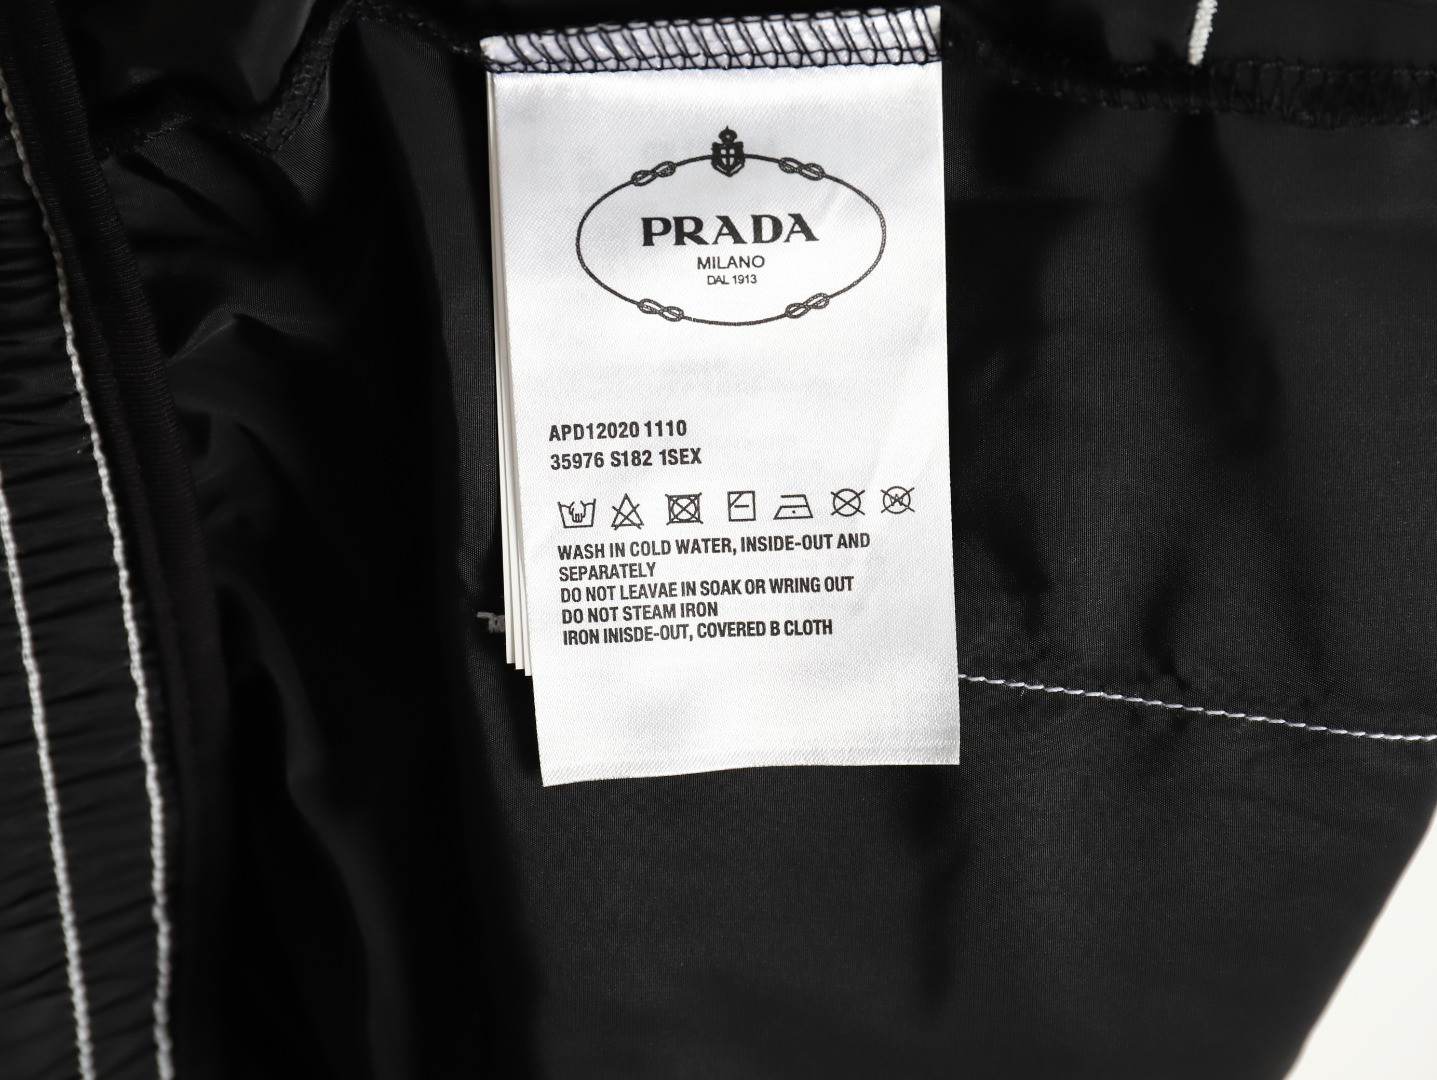 PRADA
MILANO
DAL 1913
APD12020 1110
35976 S182 1SEX
WASH IN COLD WATER, INSIDE-OUT AND
SEPARATELY
DO NOT LEAVAE IN SOAK OR WRING OUT
DO NOT STEAM IRON
IRON INISDE-OUT, COVERED B CLOTH